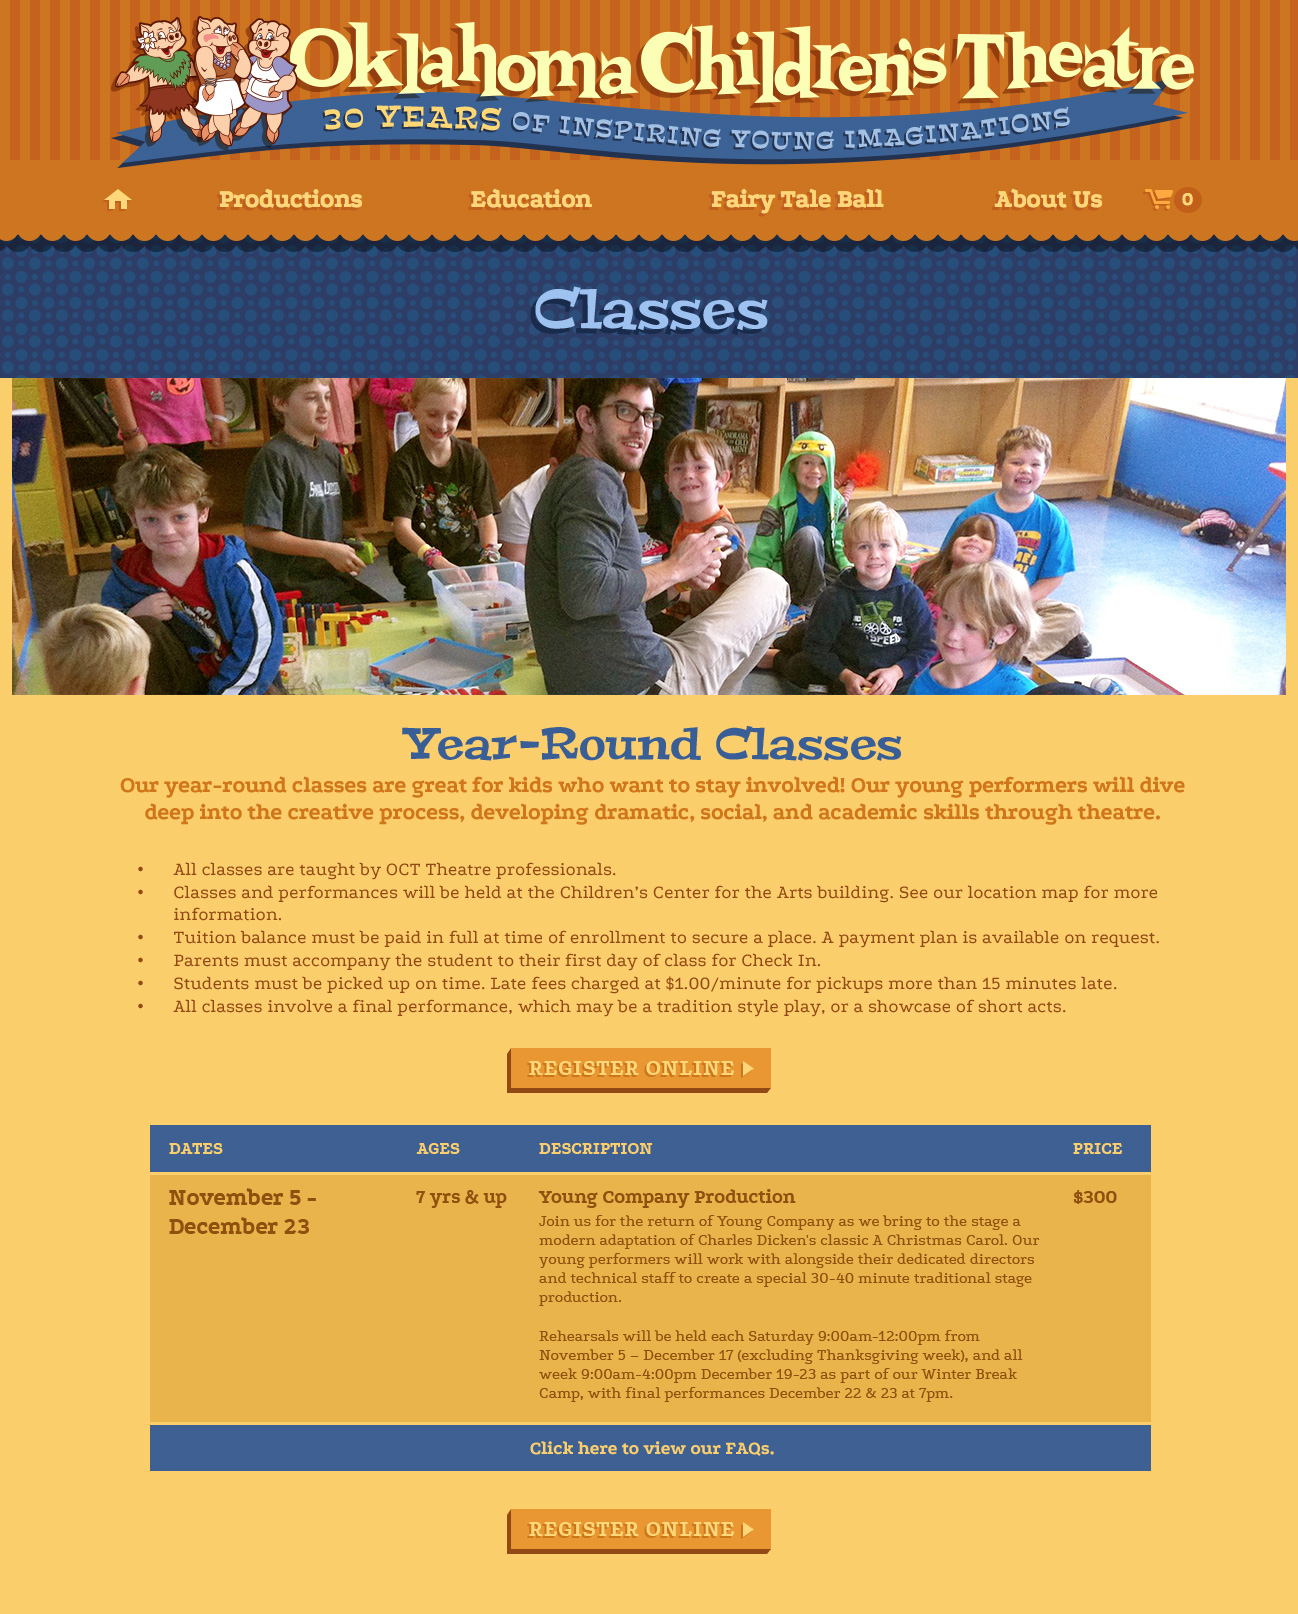 Oklahoma Children's Theatre
30 YEARS OF INSPIRING YOUNG IMAGINATIONS
Productions Education Fairy Tale Ball About Us 0
Classes
SPEED
Year-Round Classes
Our year-round classes are great for kids who want to stay involved! Our young performers will dive
deep into the creative process, developing dramatic, social, and academic skills through theatre.
• All classes are taught by OCT Theatre professionals.
• Classes and performances will be held at the Children’s Center for the Arts building. See our location map for more
information.
• Tuition balance must be paid in full at time of enrollment to secure a place. A payment plan is available on request.
• Parents must accompany the student to their first day of class for Check In.
• Students must be picked up on time. Late fees charged at $1.00/minute for pickups more than 15 minutes late.
• All classes involve a final performance, which may be a tradition style play, or a showcase of short acts.
REGISTER ONLINE
DATES AGES DESCRIPTION PRICE
November 5 - 7 yrs & up Young Company Production $300
December 23
Join us for the return of Young Company as we bring to the stage a
modern adaptation of Charles Dicken's classic A Christmas Carol. Our
young performers will work with alongside their dedicated directors
and technical staff to create a special 30-40 minute traditional stage
production.
Rehearsals will be held each Saturday 9:00am-12:00pm from
November 5 – December 17 (excluding Thanksgiving week), and all
week 9:00am-4:00pm December 19-23 as part of our Winter Break
Camp, with final performances December 22 & 23 at 7pm.
Click here to view our FAQs.
REGISTER ONLINE